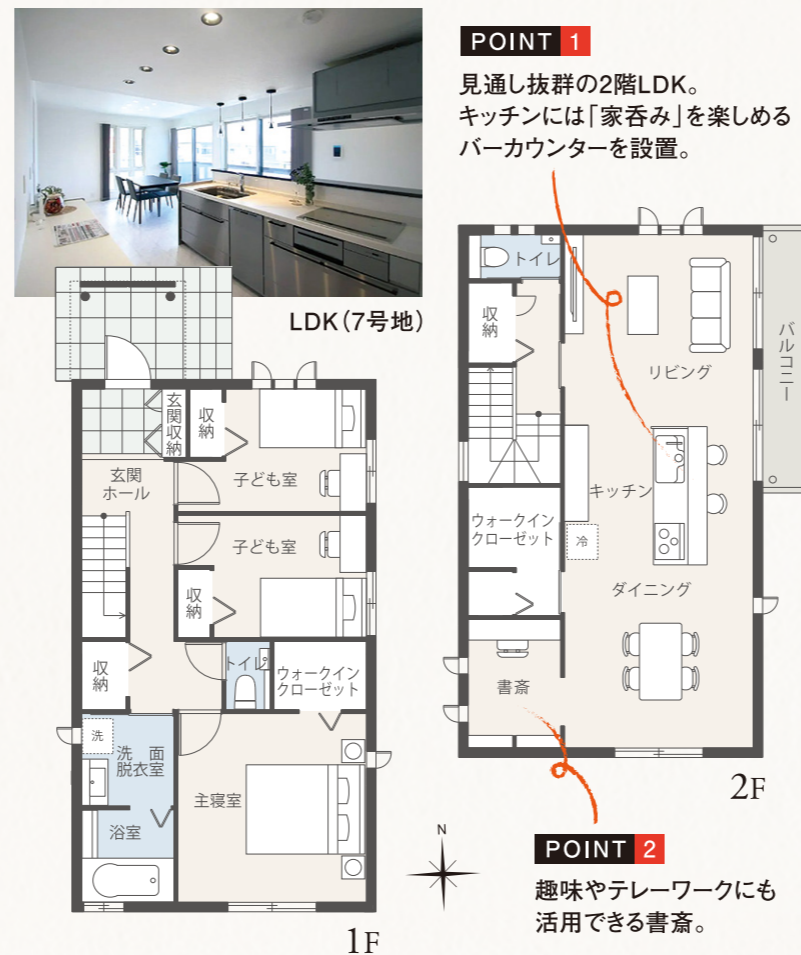 POINT 1
見通し抜群の2階LDK。
キッチンには「家呑み」を楽しめる
バーカウンターを設置。
LDK(7号地)
トイレ
収納
リビング
バルコニー
キッチン
ウォークイン
クローゼット
冷
ダイニング
書斎
2F
玄関収納
収納
玄関
ホール
子ども室
子ども室
収納
収納
トイレ
ウォークイン
クローゼット
洗
洗面
脱衣室
主寝室
浴室
1F
N
POINT 2
趣味やテレーワークにも
活用できる書斎。